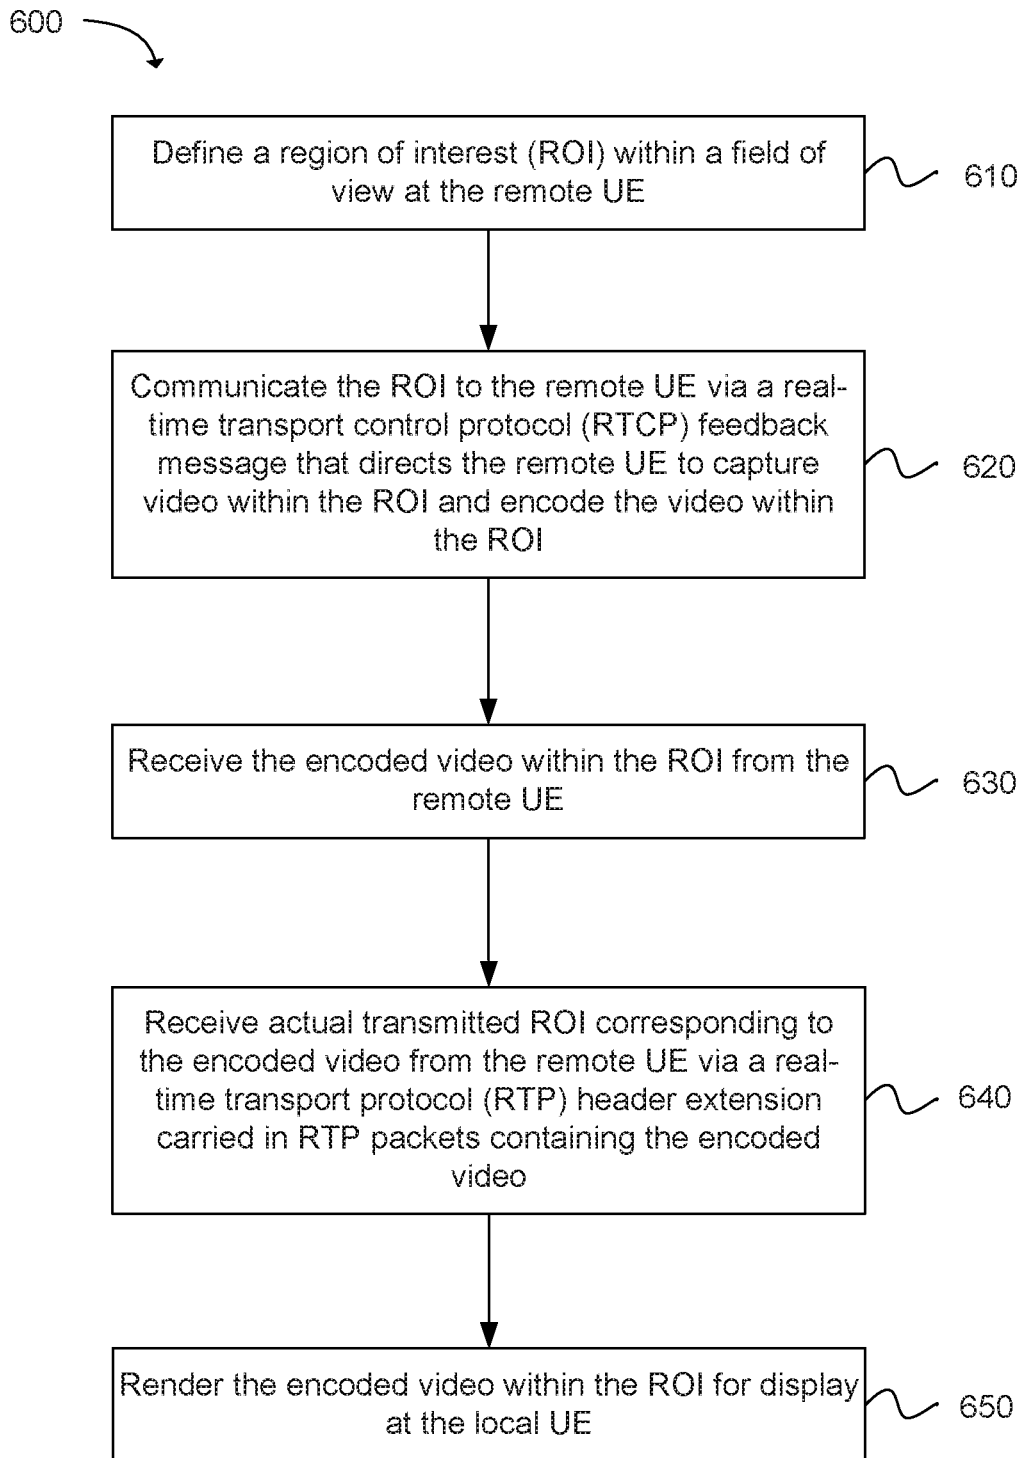 600
Define a region of interest (ROI) within a field of
view at the remote UE
610
Communicate the ROI to the remote UE via a real-
time transport control protocol (RTCP) feedback
message that directs the remote UE to capture
video within the ROI and encode the video within
the ROI
620
Receive the encoded video within the ROI from the
remote UE
630
Receive actual transmitted ROI corresponding to
the encoded video from the remote UE via a real-
time transport protocol (RTP) header extension
carried in RTP packets containing the encoded
video
640
Render the encoded video within the ROI for display
at the local UE
650